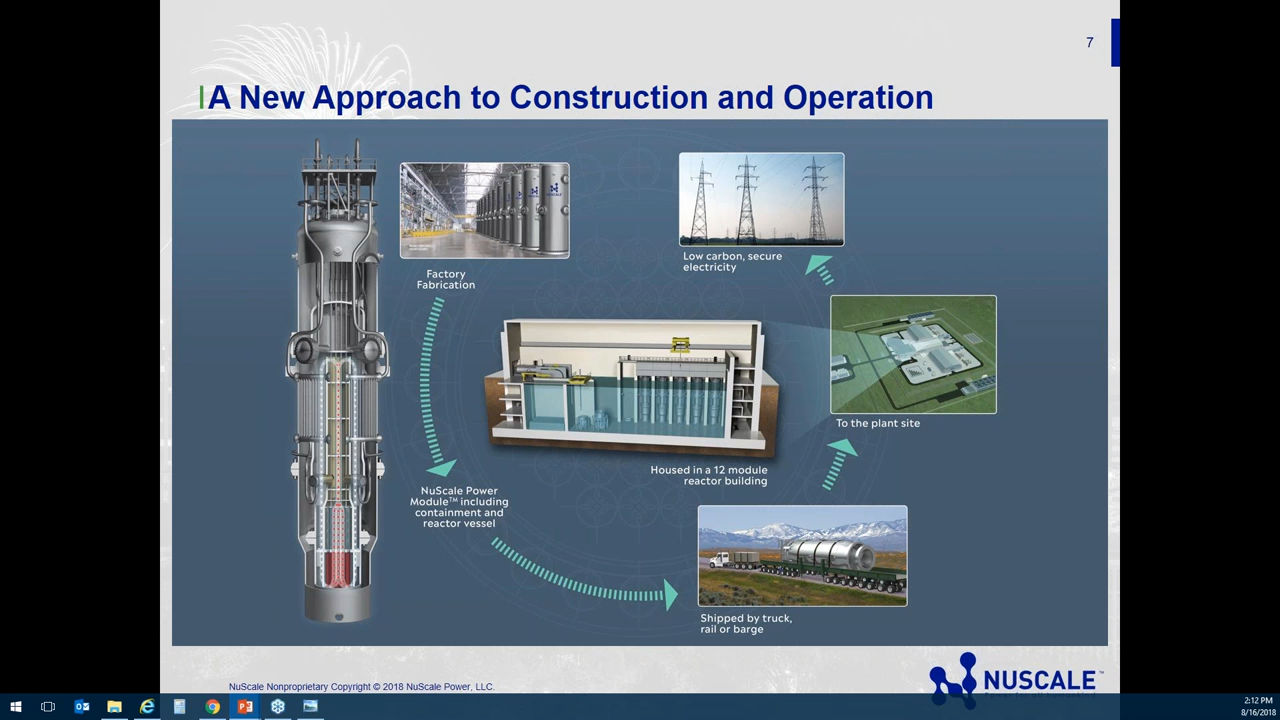 7
A New Approach to Construction and Operation
Factory
Fabrication
NuScale Power
Module™ including
containment and
reactor vessel
Shipped by truck,
rail or barge
To the plant site
Housed in a 12 module
reactor building
Low carbon, secure
electricity
NuScale Nonproprietary Copyright © 2018 NuScale Power, LLC.
NUSCALE™
2:12 PM
8/16/2018